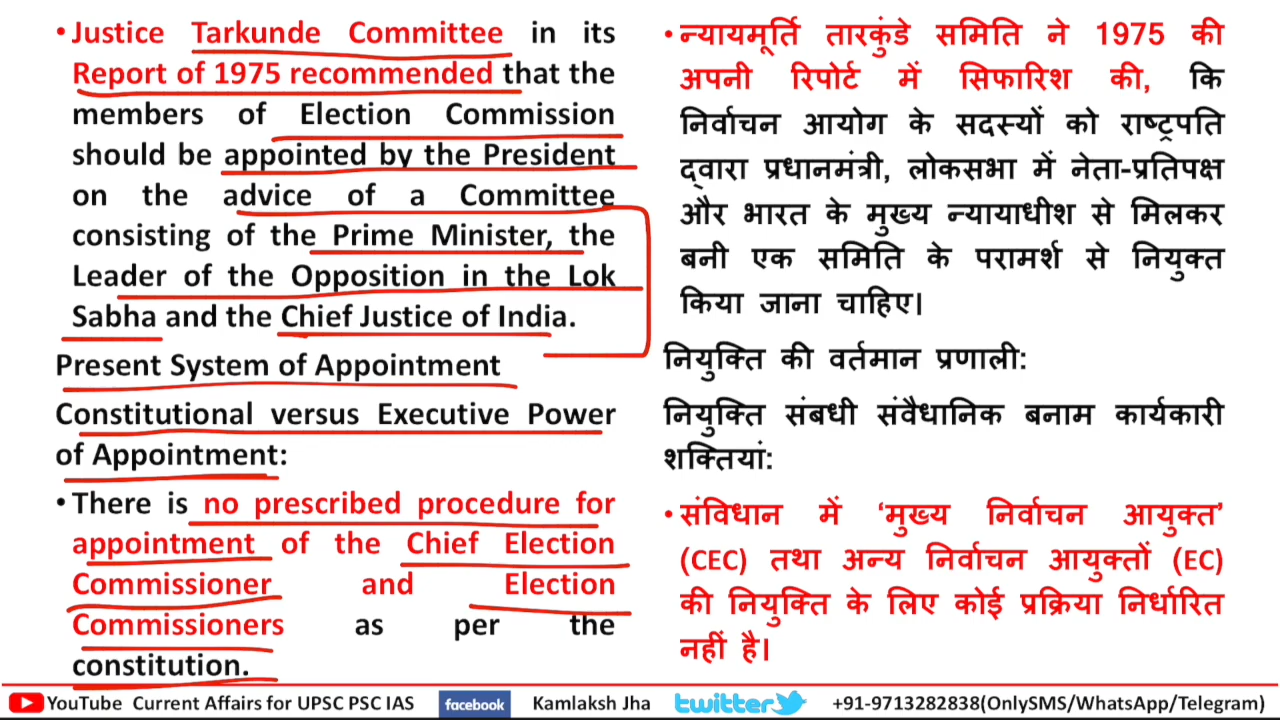 • Justice Tarkunde Committee in its
Report of 1975 recommended that the
members of Election Commission
should be appointed by the President
on the advice of a Committee
consisting of the Prime Minister, the
Leader of the Opposition in the Lok
Sabha and the Chief Justice of India.
Present System of Appointment
Constitutional versus Executive Power
of Appointment:
• There is no prescribed procedure for
appointment of the Chief Election
Commissioner and Election
Commissioners as per the
constitution.
• न्यायमूर्ति तारकुंडे समिति ने 1975 की
अपनी रिपोर्ट में सिफारिश की, कि
निर्वाचन आयोग के सदस्यों को राष्ट्रपति
द्वारा प्रधानमंत्री, लोकसभा में नेता-प्रतिपक्ष
और भारत के मुख्य न्यायाधीश से मिलकर
बनी एक समिति के परामर्श से नियुक्त
किया जाना चाहिए।
नियुक्ति की वर्तमान प्रणाली:
नियुक्ति संबधी संवैधानिक बनाम कार्यकारी
शक्तियां:
• संविधान में ‘मुख्य निर्वाचन आयुक्त’
(CEC) तथा अन्य निर्वाचन आयुक्तों (EC)
की नियुक्ति के लिए कोई प्रक्रिया निर्धारित
नहीं है।
YouTube Current Affairs for UPSC PSC IAS facebook Kamlaksh Jha twitter +91-9713282838(OnlySMS/WhatsApp/Telegram)